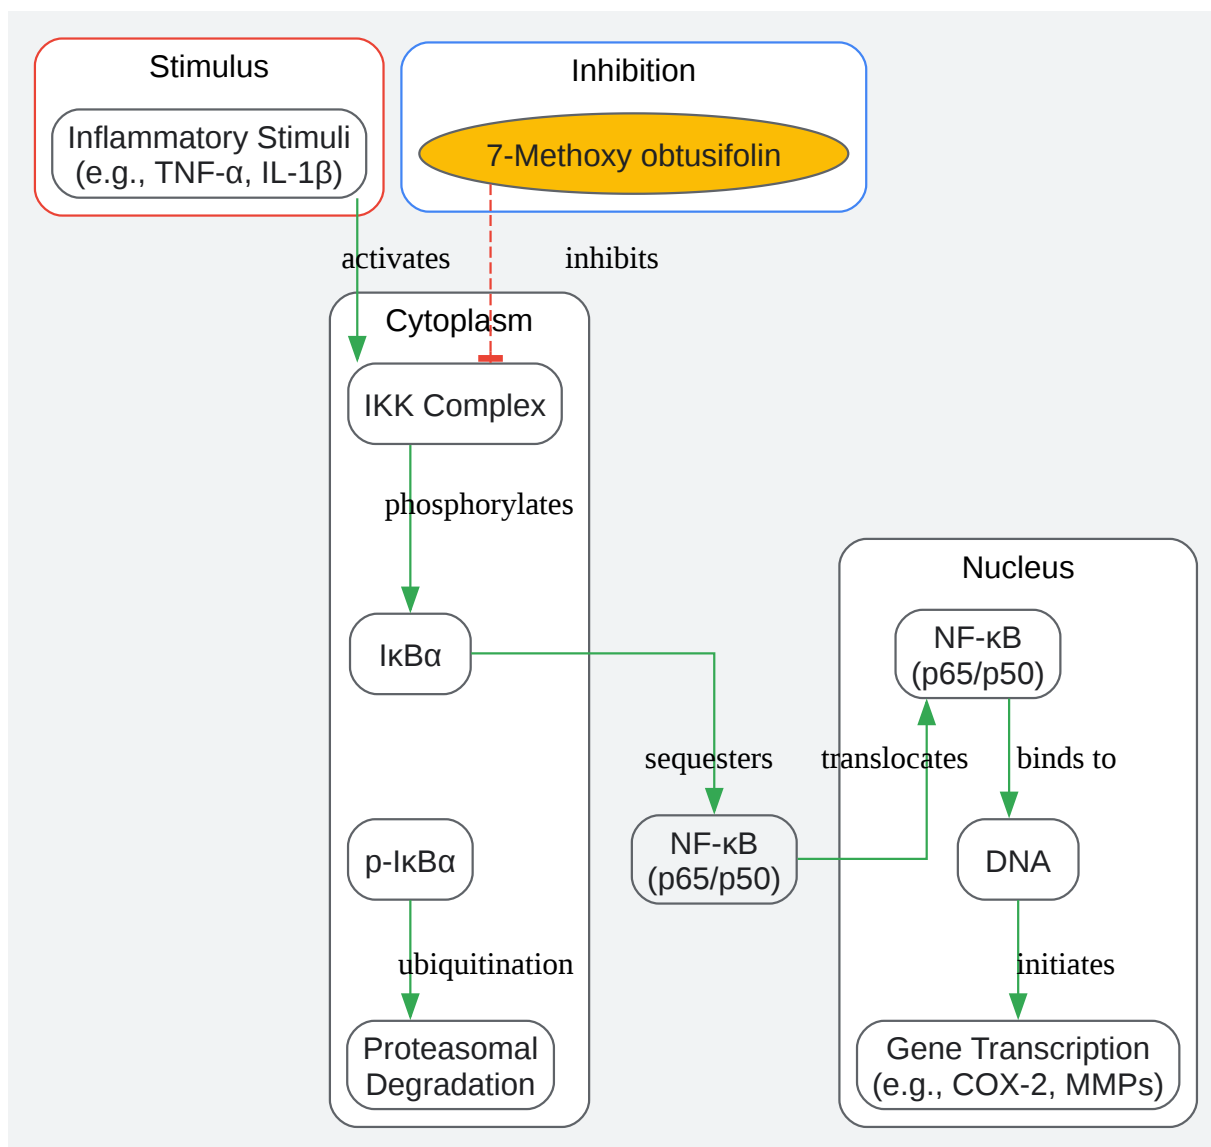 Stimulus
Inflammatory Stimuli
(e.g., TNF-α, IL-1β)
Inhibition
7-Methoxy obtusifolin
activates
inhibits
Cytoplasm
IKK Complex
phosphorylates
IκBα
p-IκBα
ubiquitination
Proteasomal
Degradation
sequesters
NF-κB
(p65/p50)
translocates
Nucleus
NF-κB
(p65/p50)
binds to
DNA
initiates
Gene Transcription
(e.g., COX-2, MMPs)